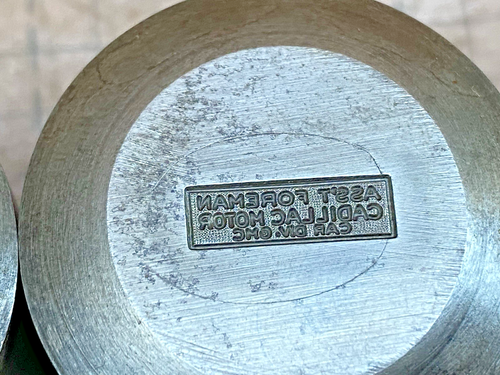 ASS'T FOREMAN
CADILLAC MOTOR
CAR DIV. GMC